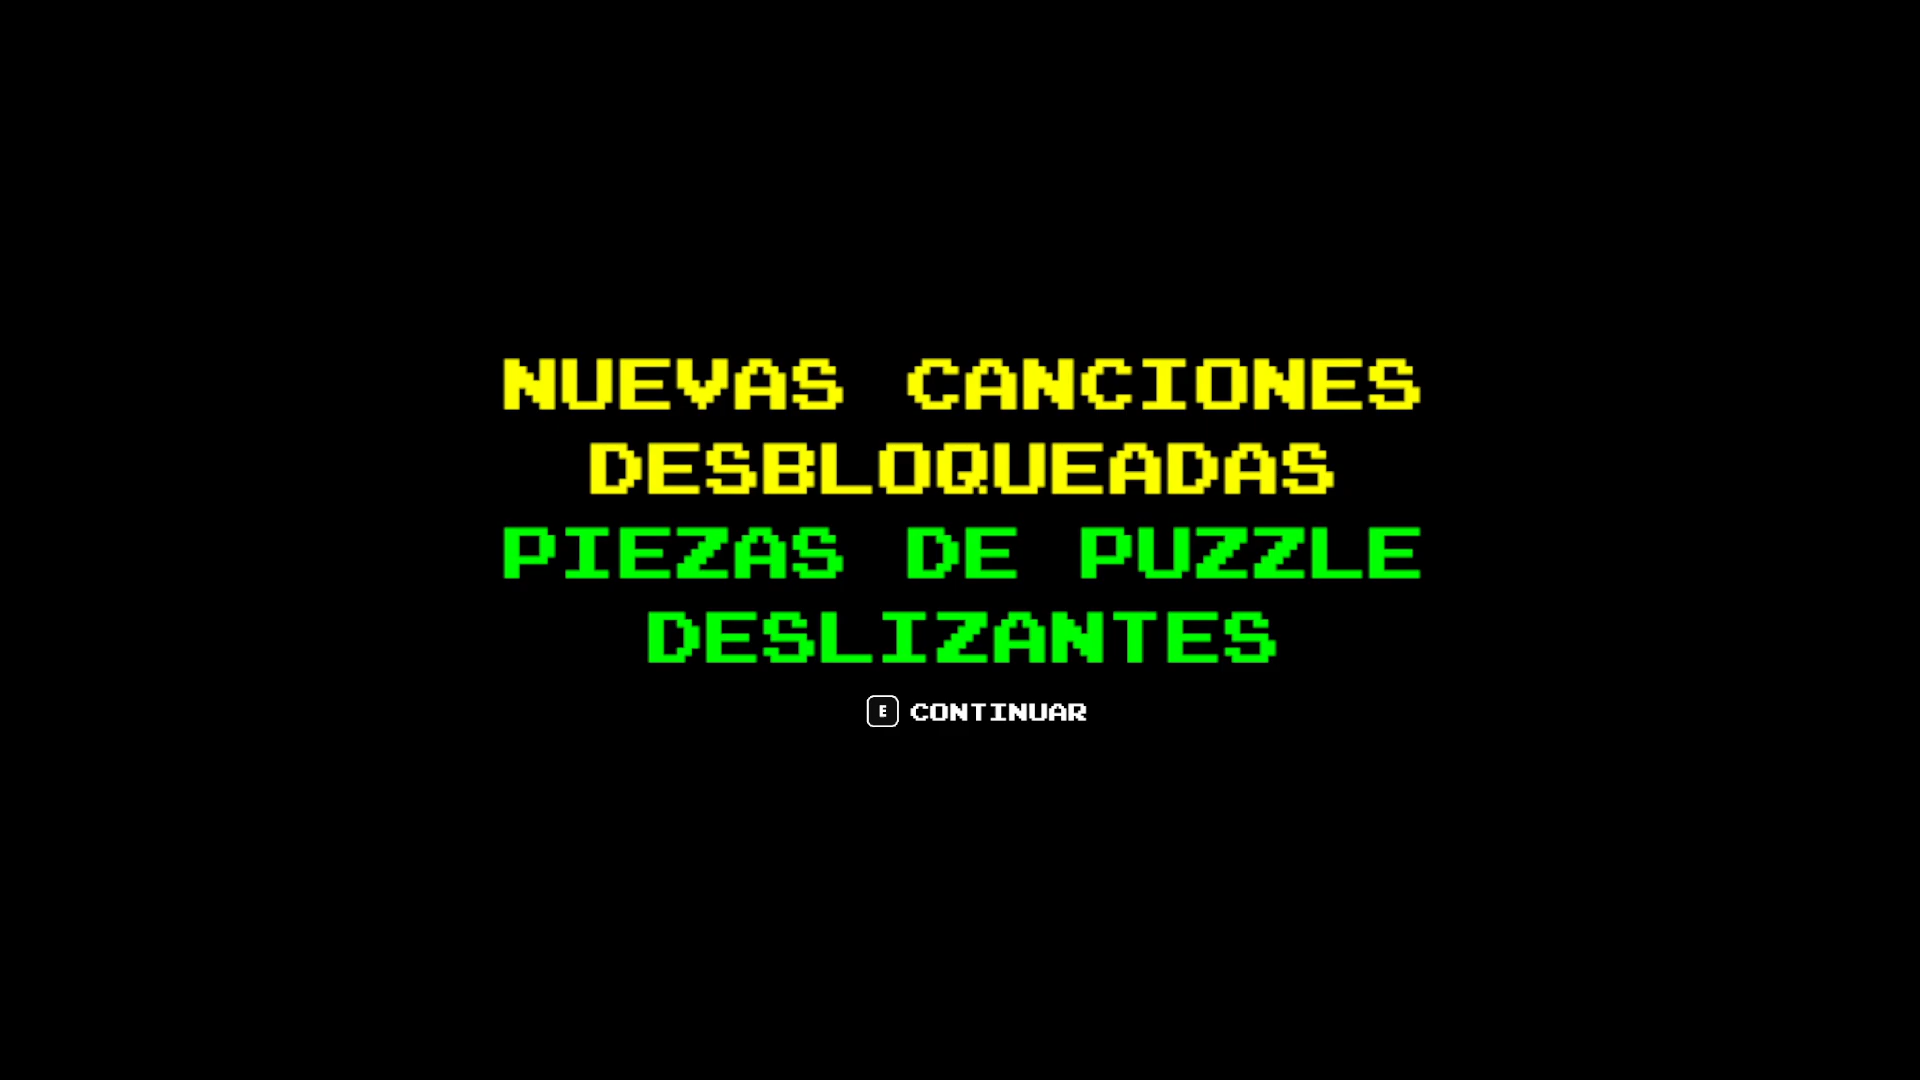 NUEVAS CANCIONES
DESBLOQUEADAS
PIEZAS DE PUZZLE
DESLIZANTES
E CONTINUAR